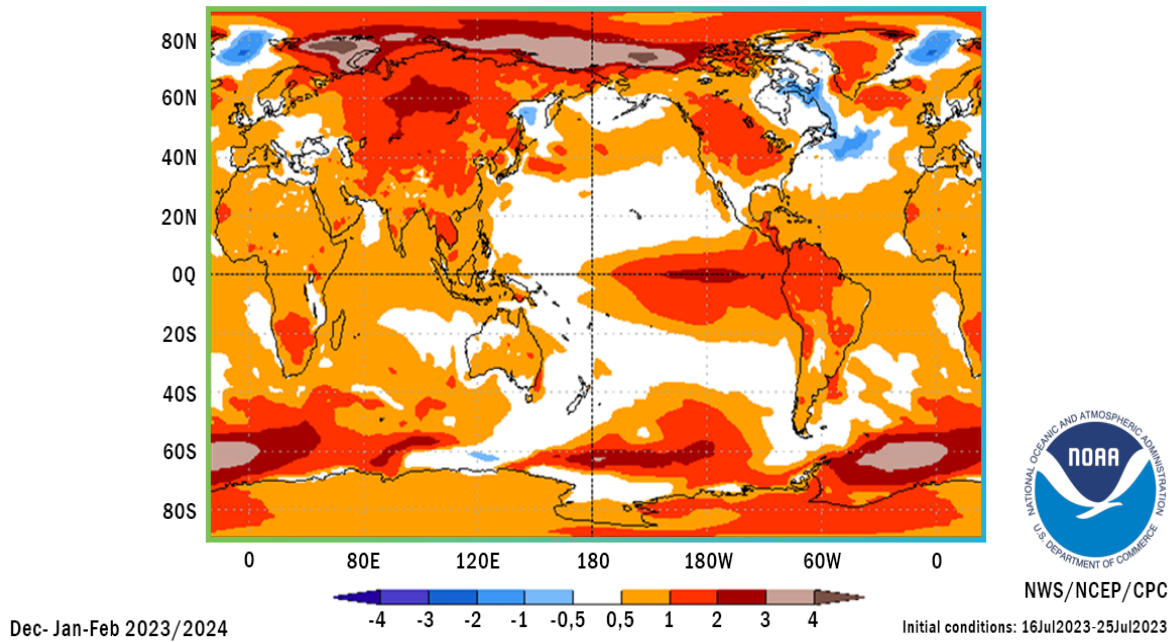 80N
60N
40N
20N
0Q
20S
40S
60S
80S
0
80E
120E
180
180W
60W
0
-4
-3
-2
-1
-0,5
0,5
1
2
3
4
Dec- Jan-Feb 2023/2024
NATIONAL OCEANIC AND ATMOSPHERIC ADMINISTRATION
NOAA
U.S. DEPARTMENT OF COMMERCE
NWS/NCEP/CPC
Initial conditions: 16Jul2023-25Jul2023